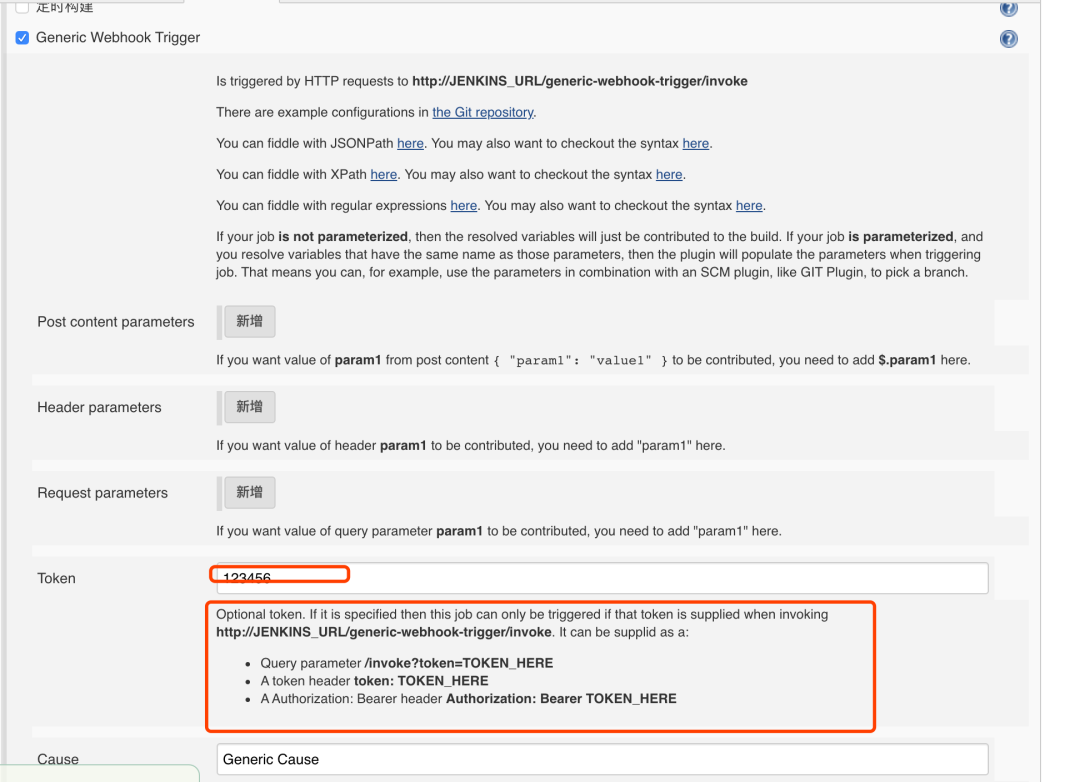 定时构建
Generic Webhook Trigger
Is triggered by HTTP requests to http://JENKINS_URL/generic-webhook-trigger/invoke
There are example configurations in the Git repository.
You can fiddle with JSONPath here. You may also want to checkout the syntax here.
You can fiddle with XPath here. You may also want to checkout the syntax here.
You can fiddle with regular expressions here. You may also want to checkout the syntax here.
If your job is not parameterized, then the resolved variables will just be contributed to the build. If your job is parameterized, and
you resolve variables that have the same name as those parameters, then the plugin will populate the parameters when triggering
job. That means you can, for example, use the parameters in combination with an SCM plugin, like GIT Plugin, to pick a branch.
Post content parameters
新增
If you want value of param1 from post content { "param1": "value1" } to be contributed, you need to add $.param1 here.
Header parameters
新增
If you want value of header param1 to be contributed, you need to add "param1" here.
Request parameters
新增
If you want value of query parameter param1 to be contributed, you need to add "param1" here.
Token
123456
Optional token. If it is specified then this job can only be triggered if that token is supplied when invoking
http://JENKINS_URL/generic-webhook-trigger/invoke. It can be supplid as a:
• Query parameter /invoke?token=TOKEN_HERE
• A token header token: TOKEN_HERE
• A Authorization: Bearer header Authorization: Bearer TOKEN_HERE
Cause
Generic Cause